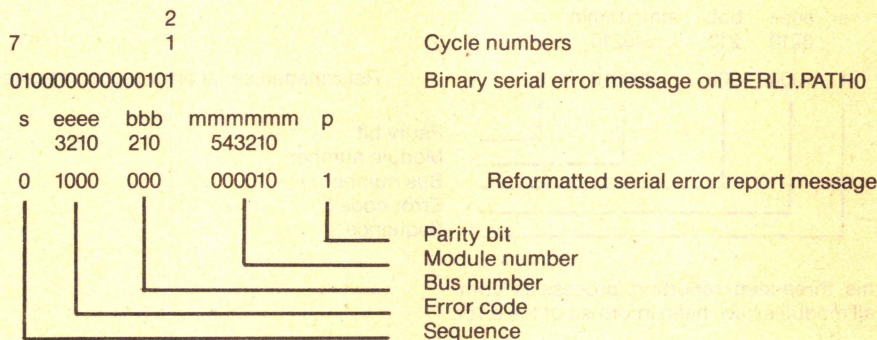 2
7 1 Cycle numbers
010000000000101 Binary serial error message on BERL1.PATH0
s eeee bbb mmmmmmm p
3210 210 543210
0 1000 000 000010 1 Reformatted serial error report message
Parity bit
Module number
Bus number
Error code
Sequence